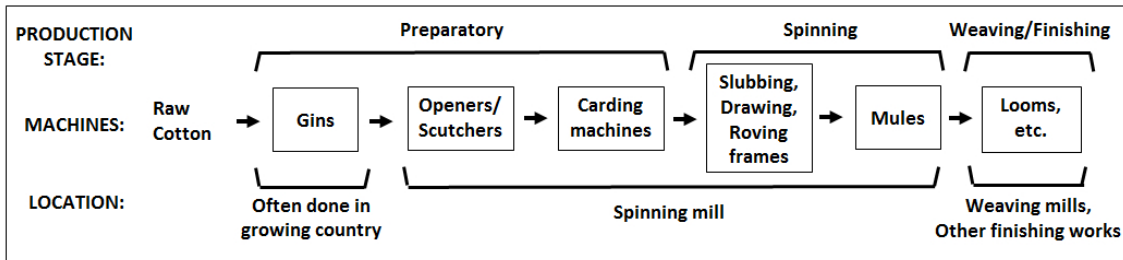 PRODUCTION
STAGE:
Preparatory
Spinning
Weaving/Finishing
MACHINES:
Raw
Cotton
Gins
Openers/
Scutchers
Carding
machines
Slubbing,
Drawing,
Roving
frames
Mules
Looms,
etc.
LOCATION:
Often done in
growing country
Spinning mill
Weaving mills,
Other finishing works